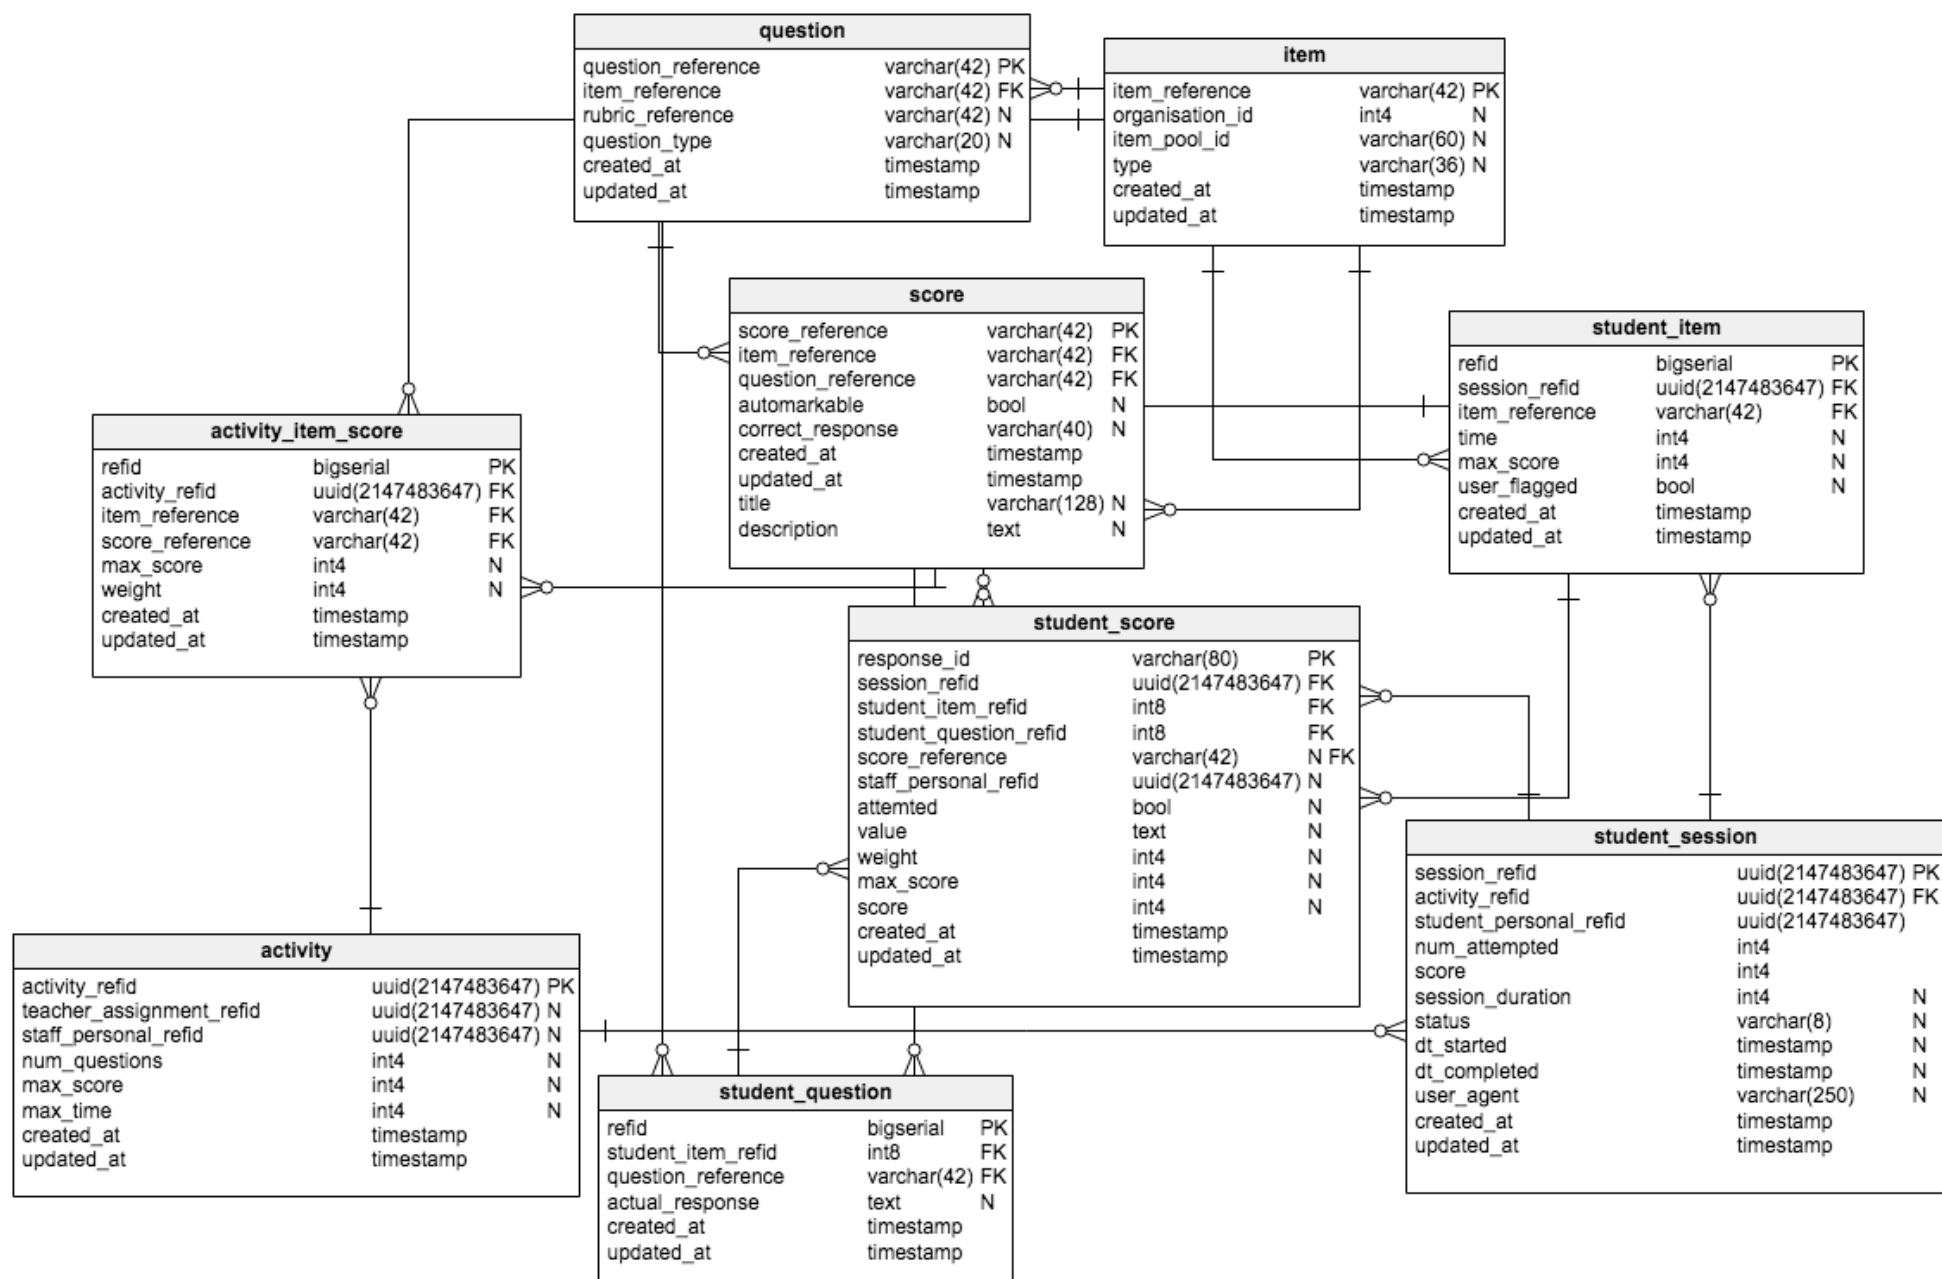 question
question_reference varchar(42) PK
item_reference varchar(42) FK
rubric_reference varchar(42) N
question_type varchar(20) N
created_at timestamp
updated_at timestamp
item
item_reference varchar(42) PK
organisation_id int4 N
item_pool_id varchar(60) N
type varchar(36) N
created_at timestamp
updated_at timestamp
score
score_reference varchar(42) PK
item_reference varchar(42) FK
question_reference varchar(42) FK
automarkable bool N
correct_response varchar(40) N
created_at timestamp
updated_at timestamp
title varchar(128) N
description text N
student_item
refid bigserial PK
session_refid uuid(2147483647) FK
item_reference varchar(42) FK
time int4 N
max_score int4 N
user_flagged bool N
created_at timestamp
updated_at timestamp
activity_item_score
refid bigserial PK
activity_refid uuid(2147483647) FK
item_reference varchar(42) FK
score_reference varchar(42) FK
max_score int4 N
weight int4 N
created_at timestamp
updated_at timestamp
student_score
response_id varchar(80) PK
session_refid uuid(2147483647) FK
student_item_refid int8 FK
student_question_refid int8 FK
score_reference varchar(42) N FK
staff_personal_refid uuid(2147483647) N
attemted bool N
value text N
weight int4 N
max_score int4 N
score int4 N
created_at timestamp
updated_at timestamp
student_session
session_refid uuid(2147483647) PK
activity_refid uuid(2147483647) FK
student_personal_refid uuid(2147483647)
num_attempted int4
score int4
session_duration int4 N
status varchar(8) N
dt_started timestamp N
dt_completed timestamp N
user_agent varchar(250) N
created_at timestamp
updated_at timestamp
activity
activity_refid uuid(2147483647) PK
teacher_assignment_refid uuid(2147483647) N
staff_personal_refid uuid(2147483647) N
num_questions int4 N
max_score int4 N
max_time int4 N
created_at timestamp
updated_at timestamp
student_question
refid bigserial PK
student_item_refid int8 FK
question_reference varchar(42) FK
actual_response text N
created_at timestamp
updated_at timestamp